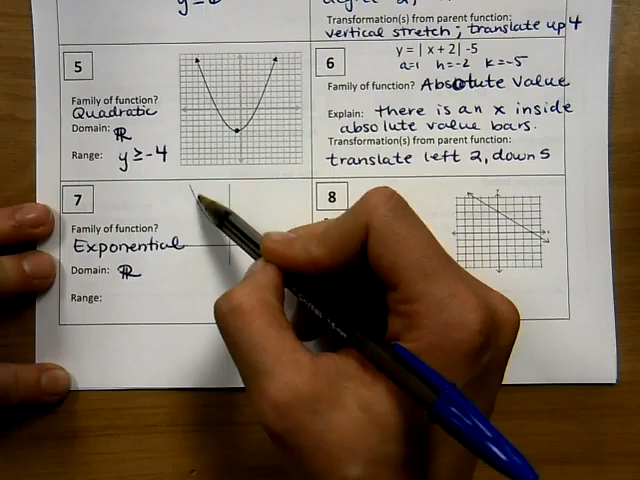 Transformation(s) from parent function:
vertical stretch; translate up 4
5
Family of function?
Quadratic
Domain: ℝ
Range: y ≥ -4
6
y = | x + 2 | -5
a=1 h=-2 k=-5
Family of function? Absolute Value
Explain: there is an x inside
absolute value bars.
Transformation(s) from parent function:
translate left 2, down 5
7
Family of function?
Exponential
Domain: ℝ
Range:
8